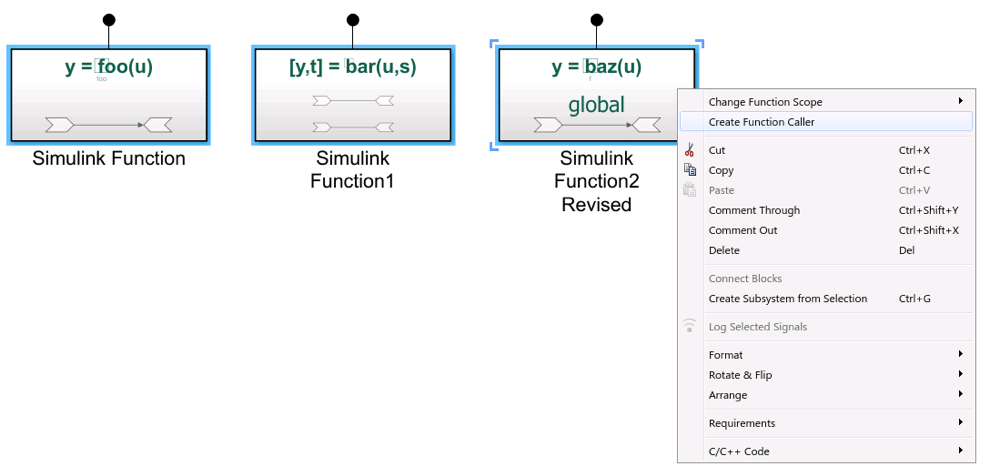 y = foo(u)
foo
Simulink Function
[y,t] = bar(u,s)
Simulink
Function1
y = baz(u)
f
global
Simulink
Function2
Revised
Change Function Scope
Create Function Caller
Cut Ctrl+X
Copy Ctrl+C
Paste Ctrl+V
Comment Through Ctrl+Shift+Y
Comment Out Ctrl+Shift+X
Delete Del
Connect Blocks
Create Subsystem from Selection Ctrl+G
Log Selected Signals
Format
Rotate & Flip
Arrange
Requirements
C/C++ Code